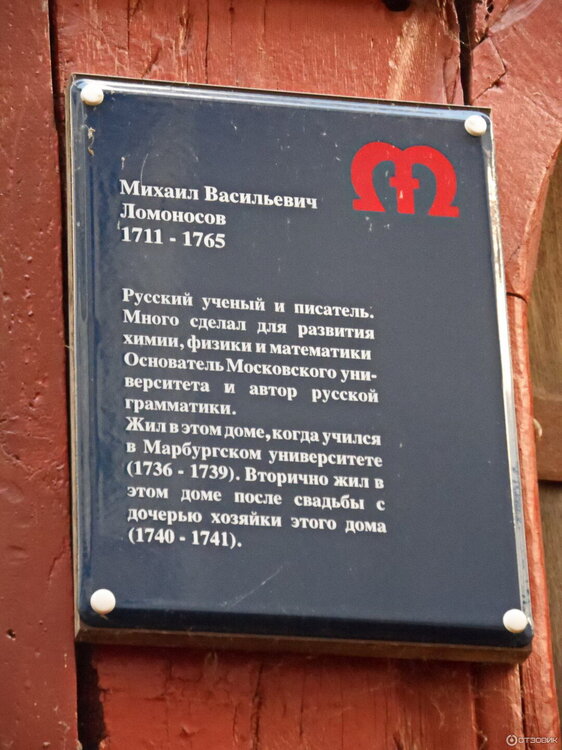 Михаил Васильевич
Ломоносов
1711 - 1765
Русский ученый и писатель.
Много сделал для развития
химии, физики и математики
Основатель Московского уни-
верситета и автор русской
грамматики.
Жил в этом доме, когда учился
в Марбургском университете
(1736 - 1739). Вторично жил в
этом доме после свадьбы с
дочерью хозяйки этого дома
(1740 - 1741).
ОТЗОВИК